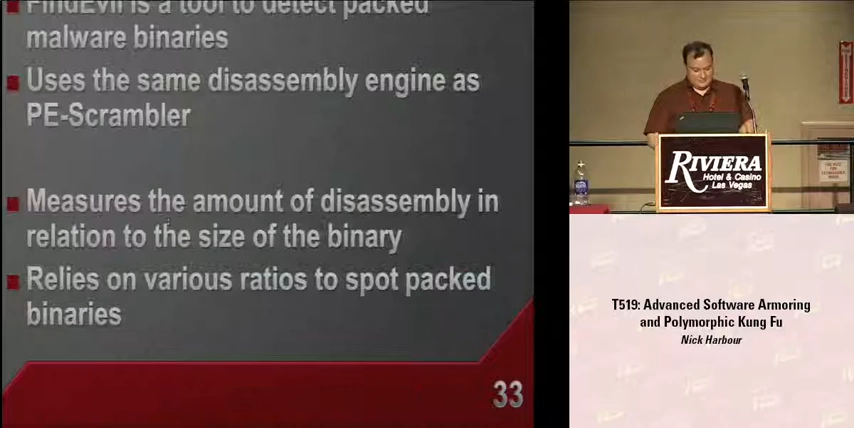 FindEvil is a tool to detect packed
malware binaries
Uses the same disassembly engine as
PE-Scrambler
Measures the amount of disassembly in
relation to the size of the binary
Relies on various ratios to spot packed
binaries
33
RIVIERA
Hotel & Casino
Las Vegas
T519: Advanced Software Armoring
and Polymorphic Kung Fu
Nick Harbour